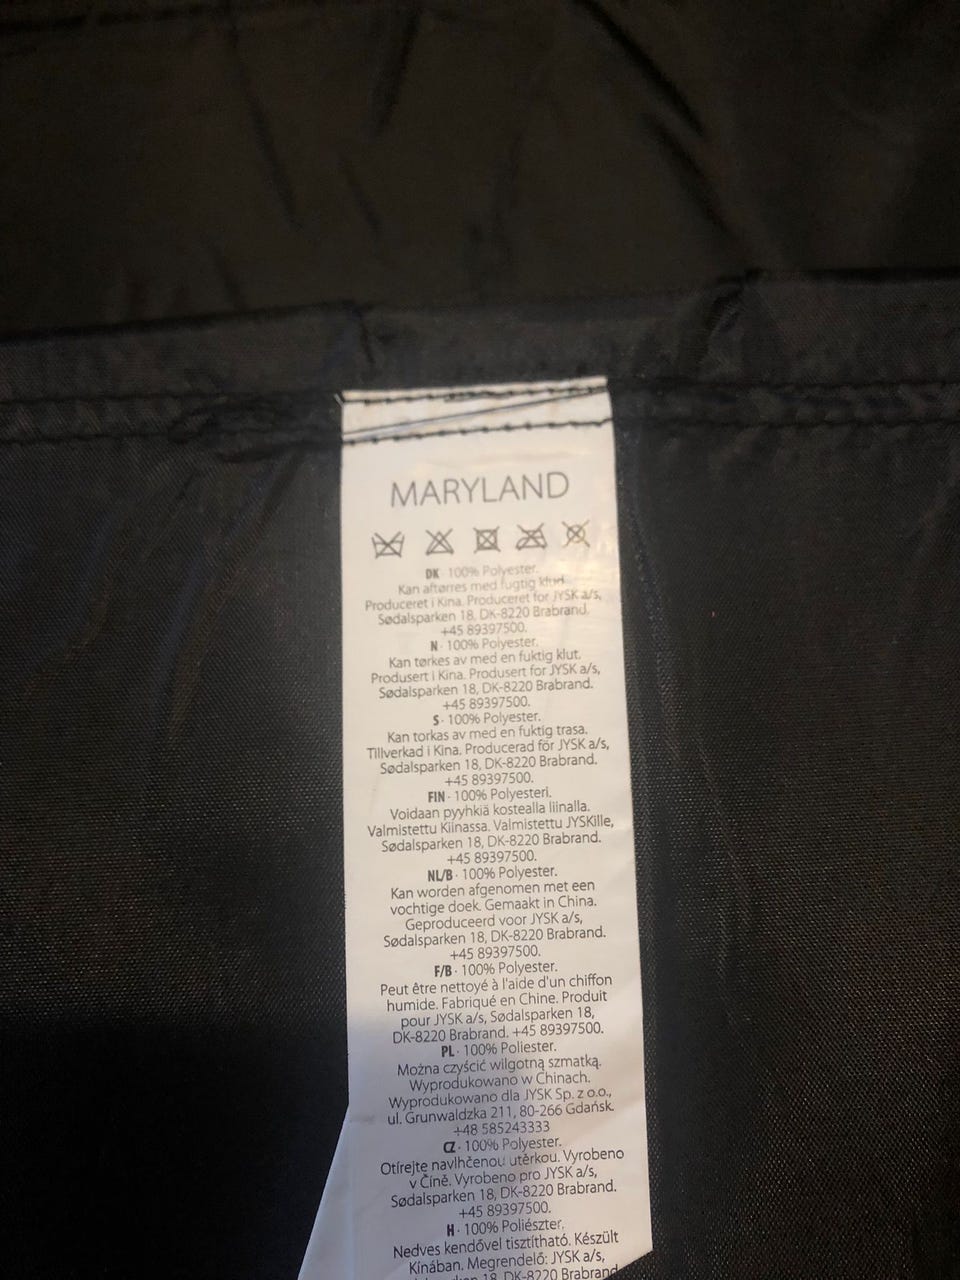 MARYLAND
DK · 100% Polyester.
Kan aftørres med fugtig klud.
Produceret i Kina. Produceret for JYSK a/s,
Sødalsparken 18, DK-8220 Brabrand.
+45 89397500.
N · 100% Polyester.
Kan tørkes av med en fuktig klut.
Produsert i Kina. Produsert for JYSK a/s,
Sødalsparken 18, DK-8220 Brabrand.
+45 89397500.
S · 100% Polyester.
Kan torkas av med en fuktig trasa.
Tillverkad i Kina. Producerad för JYSK a/s,
Sødalsparken 18, DK-8220 Brabrand.
+45 89397500.
FIN · 100% Polyesteri.
Voidaan pyyhkiä kostealla liinalla.
Valmistettu Kiinassa. Valmistettu JYSKille,
Sødalsparken 18, DK-8220 Brabrand.
+45 89397500.
NL/B · 100% Polyester.
Kan worden afgenomen met een
vochtige doek. Gemaakt in China.
Geproduceerd voor JYSK a/s,
Sødalsparken 18, DK-8220 Brabrand.
+45 89397500.
F/B · 100% Polyester.
Peut être nettoyé à l'aide d'un chiffon
humide. Fabriqué en Chine. Produit
pour JYSK a/s, Sødalsparken 18,
DK-8220 Brabrand. +45 89397500.
PL · 100% Poliester.
Można czyścić wilgotną szmatką.
Wyprodukowano w Chinach.
Wyprodukowano dla JYSK Sp. z o.o.,
ul. Grunwaldzka 211, 80-266 Gdańsk.
+48 585243333
CZ · 100% Polyester.
Otírejte navlhčenou utěrkou. Vyrobeno
v Číně. Vyrobeno pro JYSK a/s,
Sødalsparken 18, DK-8220 Brabrand.
+45 89397500.
H · 100% Poliészter.
Nedves kendővel tisztítható. Készült
Kínában. Megrendelő: JYSK a/s,
18, DK-8220 Brabrand